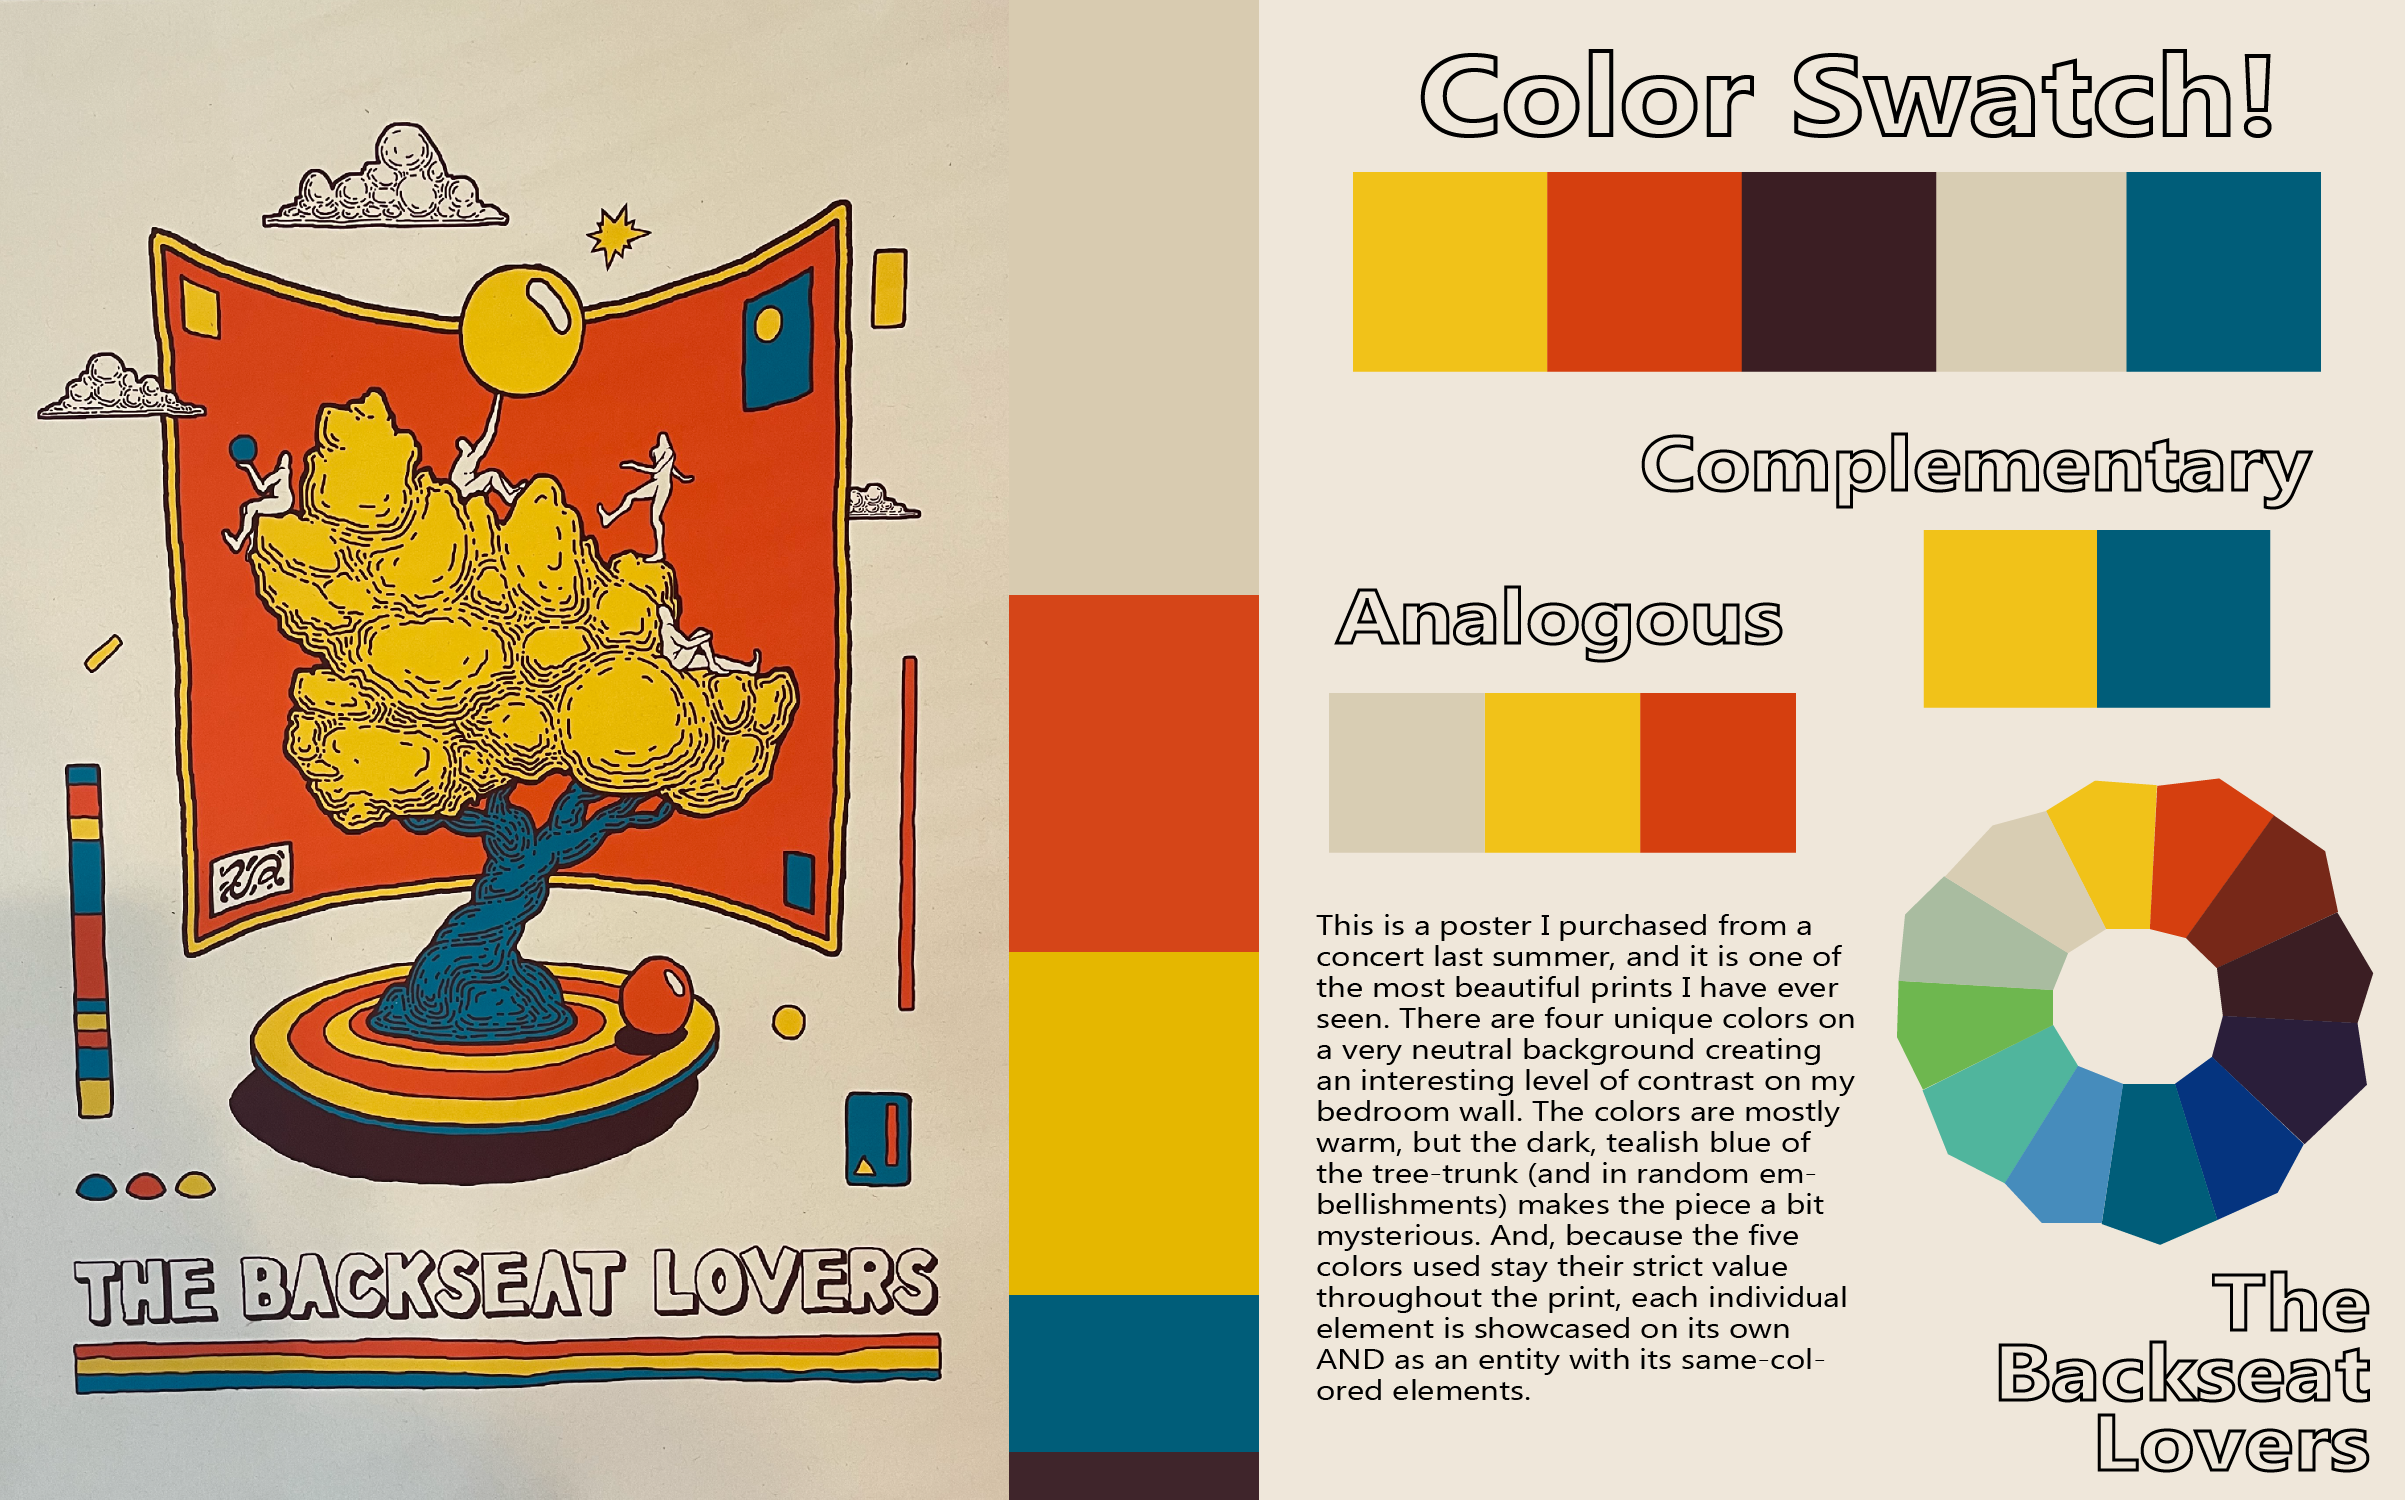 THE BACKSEAT LOVERS
Color Swatch!
Complementary
Analogous
This is a poster I purchased from a
concert last summer, and it is one of
the most beautiful prints I have ever
seen. There are four unique colors on
a very neutral background creating
an interesting level of contrast on my
bedroom wall. The colors are mostly
warm, but the dark, tealish blue of
the tree-trunk (and in random em-
bellishments) makes the piece a bit
mysterious. And, because the five
colors used stay their strict value
throughout the print, each individual
element is showcased on its own
AND as an entity with its same-col-
ored elements.
The
Backseat
Lovers